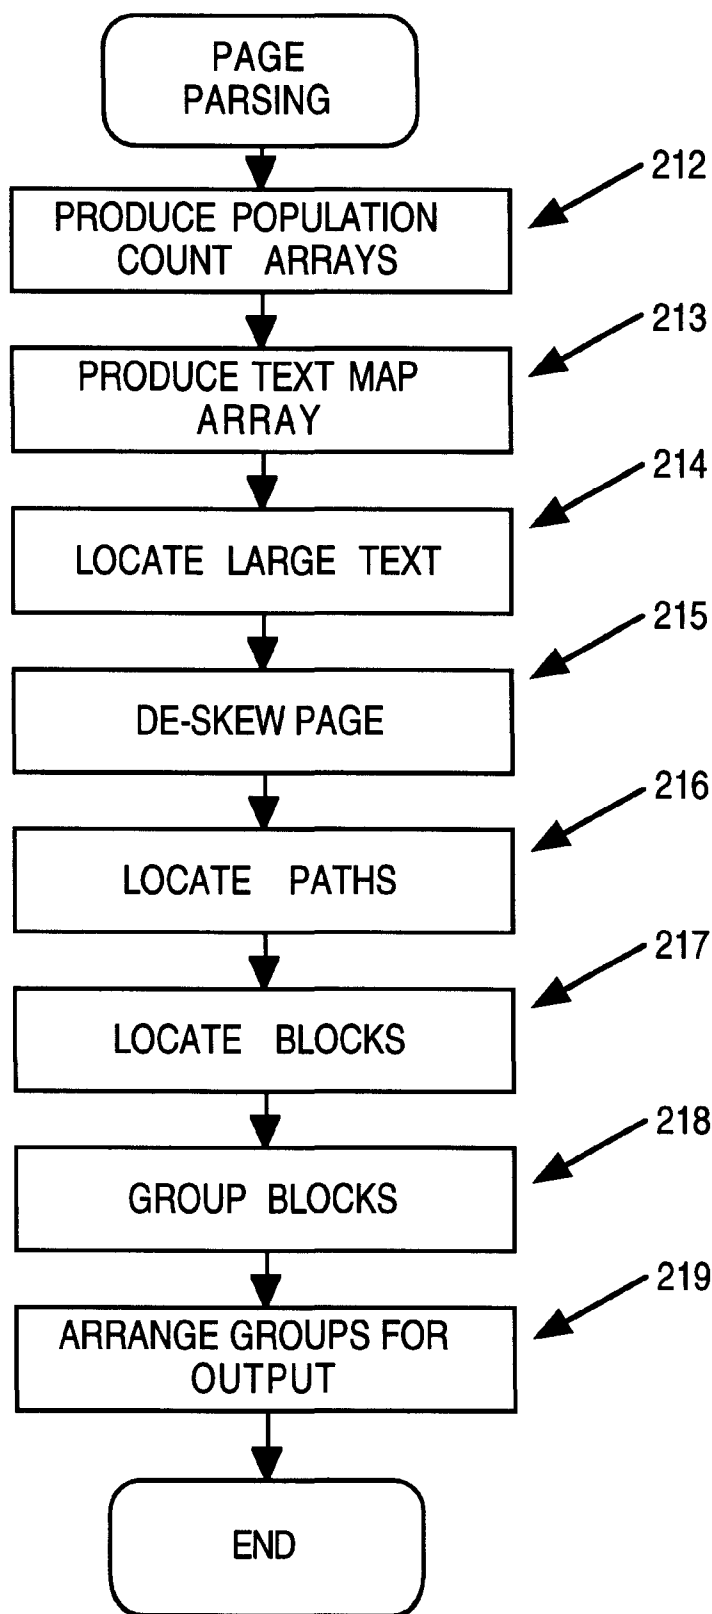 PAGE
PARSING
212
PRODUCE POPULATION
COUNT ARRAYS
213
PRODUCE TEXT MAP
ARRAY
214
LOCATE LARGE TEXT
215
DE-SKEW PAGE
216
LOCATE PATHS
217
LOCATE BLOCKS
218
GROUP BLOCKS
219
ARRANGE GROUPS FOR
OUTPUT
END